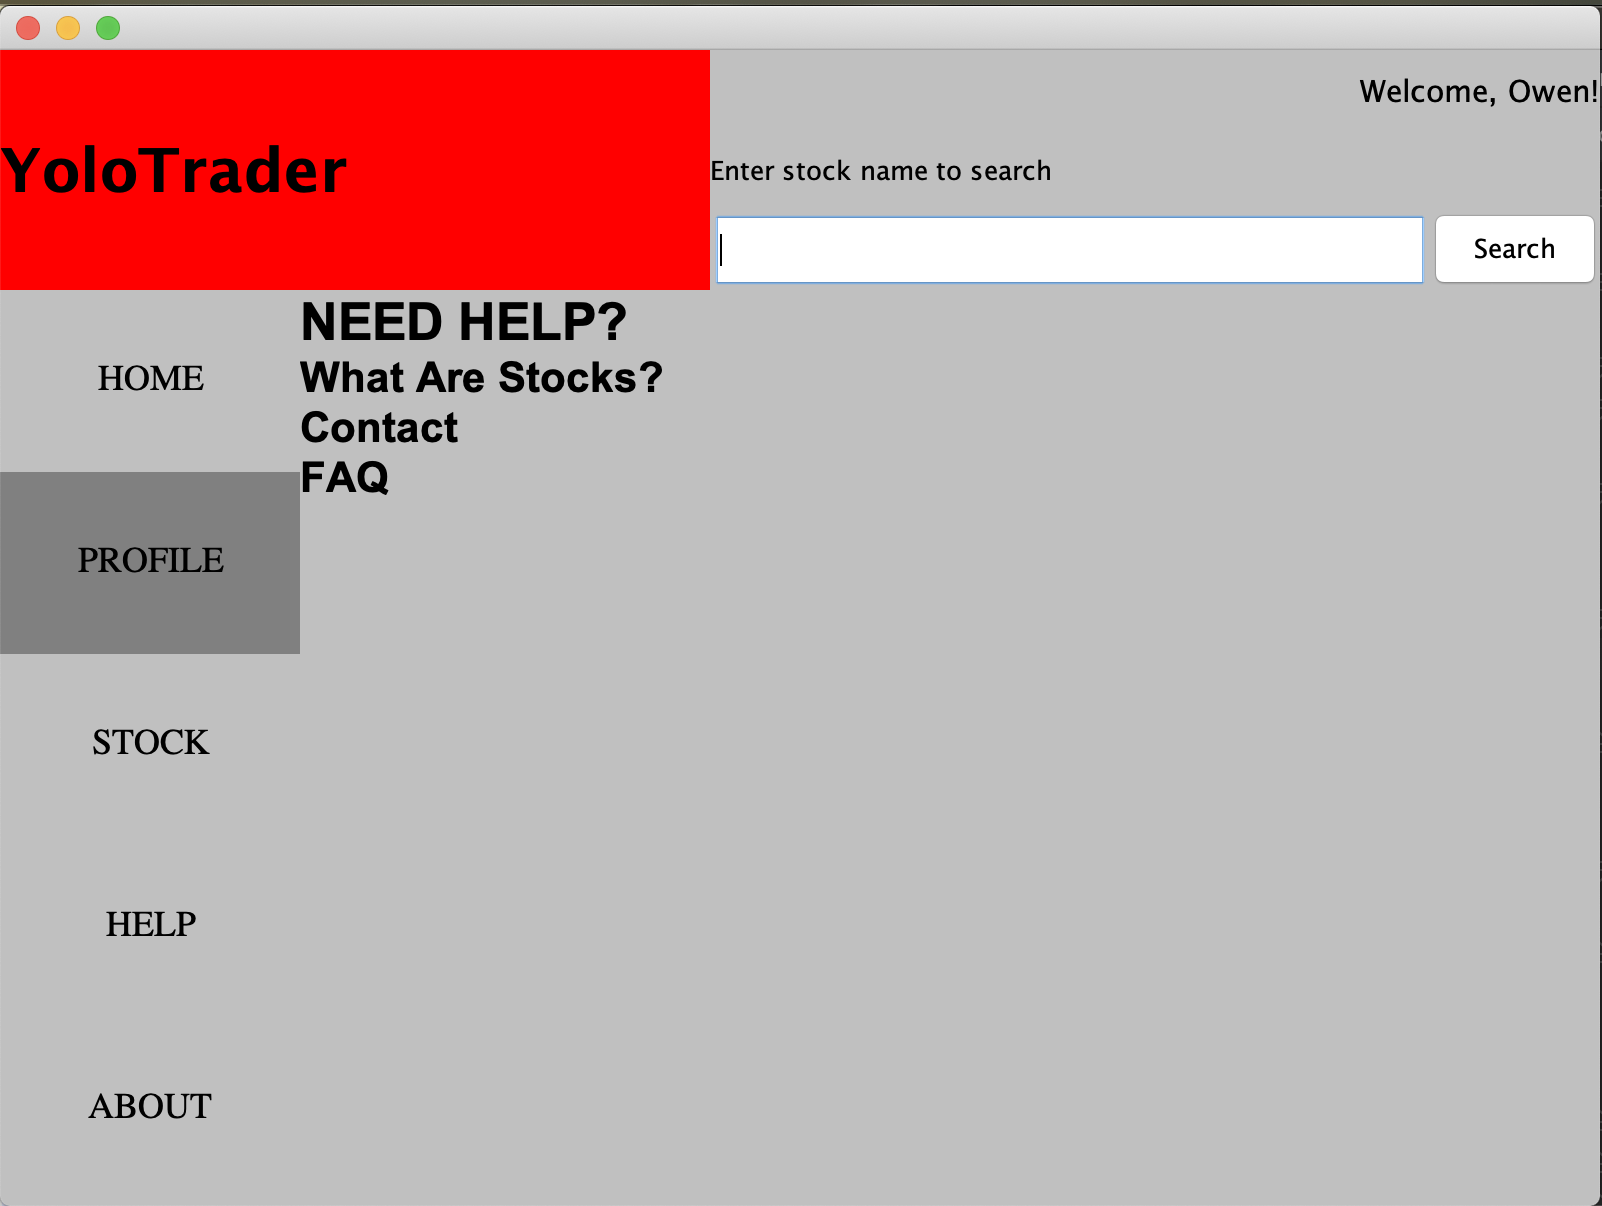 Welcome, Owen!
YoloTrader
Enter stock name to search
Search
NEED HELP?
What Are Stocks?
Contact
FAQ
HOME
PROFILE
STOCK
HELP
ABOUT